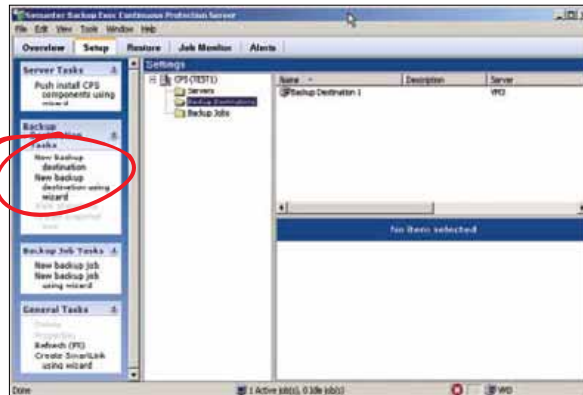 Symantec Backup Exec Continuous Protection Server
File Edit View Tools Window Help
Overview Setup Restore Job Monitor Alerts
Server Tasks
Push install CPS
components using
wizard
Backup
Destination
Tasks
New Backup
destination
New backup
destination using
wizard
Backup Job Tasks
New backup job
New backup job
using wizard
General Tasks
Delete
Properties
Refresh (F5)
Create SmartLink
using wizard
Settings
CPS (TEST1)
Servers
Backup Destinations
Backup Jobs
Name Description Server
Backup Destination 1 VM3
No item selected
Done
1 Active job(s), 0 Idle job(s)